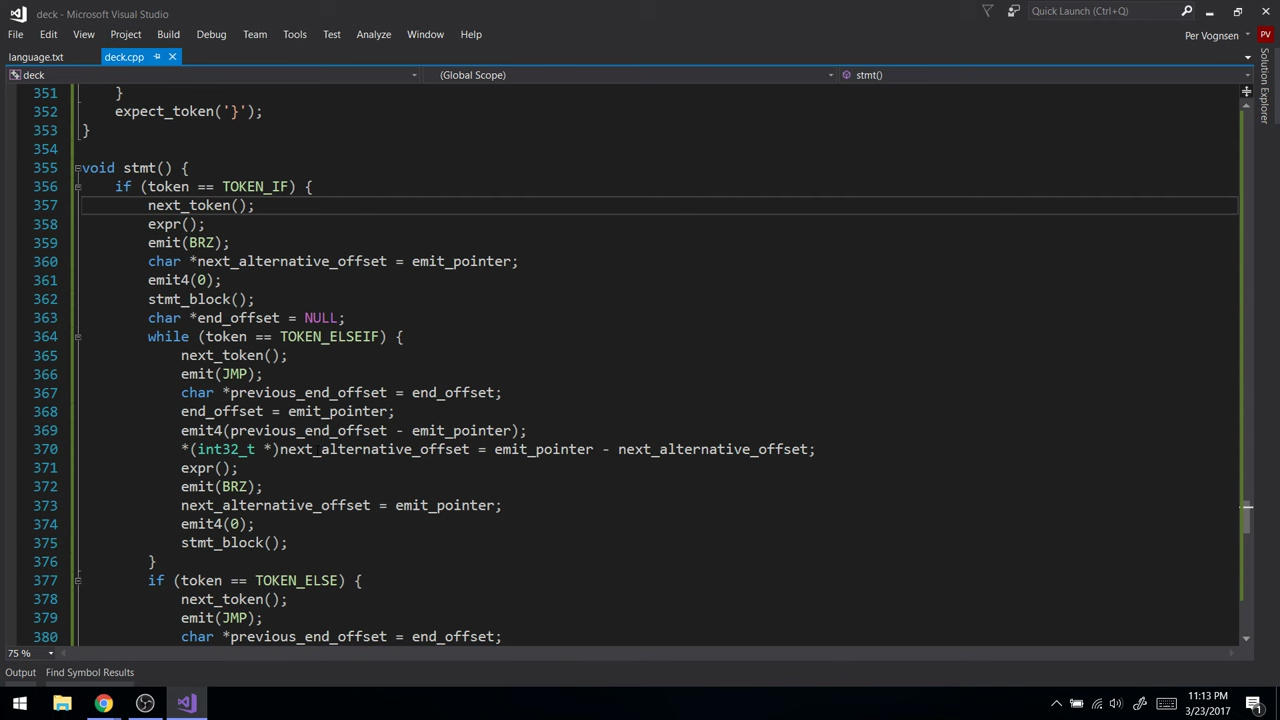 deck - Microsoft Visual Studio
Quick Launch (Ctrl+Q)
File Edit View Project Build Debug Team Tools Test Analyze Window Help
Per Vognsen PV
language.txt deck.cpp
deck (Global Scope) stmt()
Solution Explorer
351 }
352 expect_token('}');
353 }
354
355 void stmt() {
356 if (token == TOKEN_IF) {
357 next_token();
358 expr();
359 emit(BRZ);
360 char *next_alternative_offset = emit_pointer;
361 emit4(0);
362 stmt_block();
363 char *end_offset = NULL;
364 while (token == TOKEN_ELSEIF) {
365 next_token();
366 emit(JMP);
367 char *previous_end_offset = end_offset;
368 end_offset = emit_pointer;
369 emit4(previous_end_offset - emit_pointer);
370 *(int32_t *)next_alternative_offset = emit_pointer - next_alternative_offset;
371 expr();
372 emit(BRZ);
373 next_alternative_offset = emit_pointer;
374 emit4(0);
375 stmt_block();
376 }
377 if (token == TOKEN_ELSE) {
378 next_token();
379 emit(JMP);
380 char *previous_end_offset = end_offset;
75 %
Output Find Symbol Results
11:13 PM
3/23/2017
1